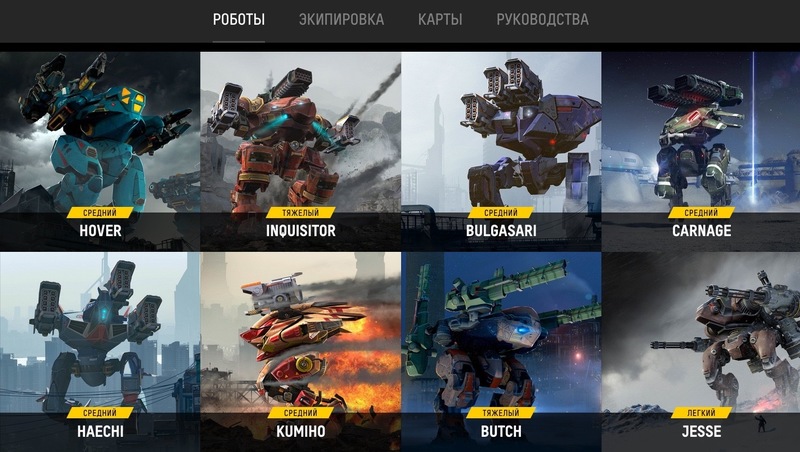 РОБОТЫ ЭКИПИРОВКА КАРТЫ РУКОВОДСТВА
СРЕДНИЙ ТЯЖЕЛЫЙ СРЕДНИЙ СРЕДНИЙ
HOVER INQUISITOR BULGASARI CARNAGE
СРЕДНИЙ СРЕДНИЙ ТЯЖЕЛЫЙ ЛЕГКИЙ
HAECHI KUMIHO BUTCH JESSE